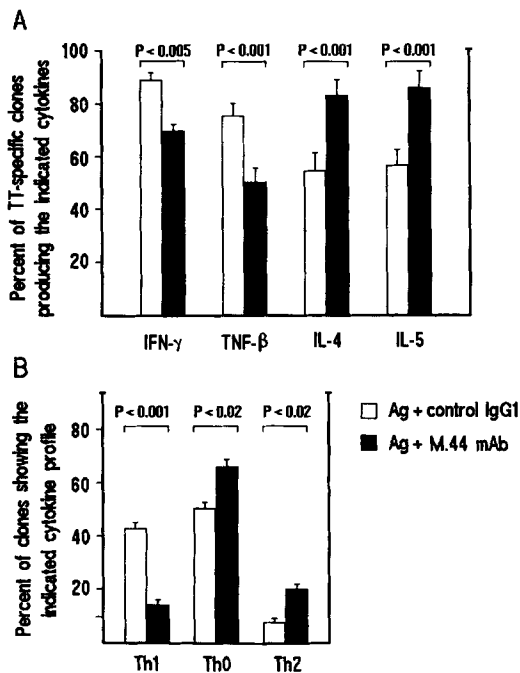 A
P < 0.005 P < 0.001 P < 0.001 P < 0.001
Percent of TT-specific clones
producing the indicated cytokines
100
80
60
40
20
IFN-γ TNF-β IL-4 IL-5
B
P < 0.001 P < 0.02 P < 0.02
Percent of clones showing the
indicated cytokine profile
80
60
40
20
Th1 Th0 Th2
Ag + control IgG1
Ag + M.44 mAb